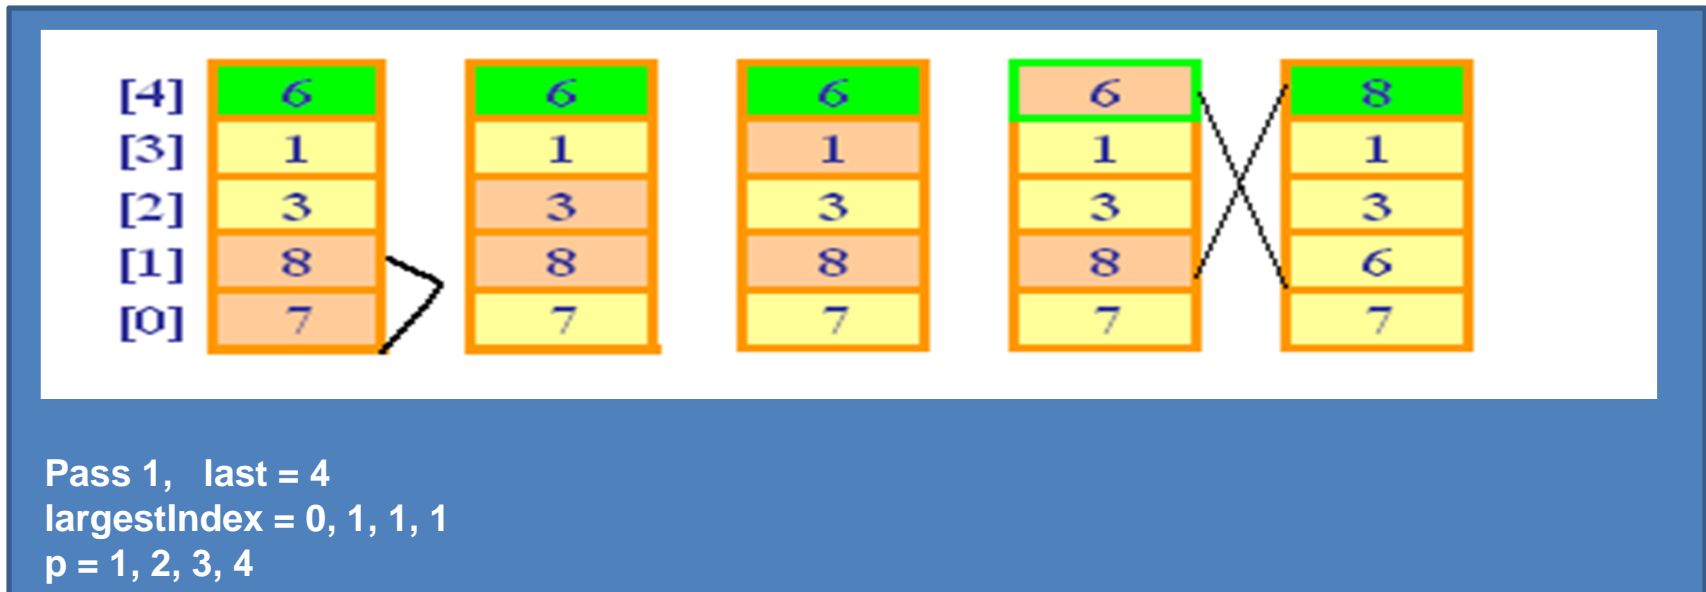 [4] 6 6 6 6 8
[3] 1 1 1 1 1
[2] 3 3 3 3 3
[1] 8 8 8 8 6
[0] 7 7 7 7 7
Pass 1, last = 4
largestIndex = 0, 1, 1, 1
p = 1, 2, 3, 4